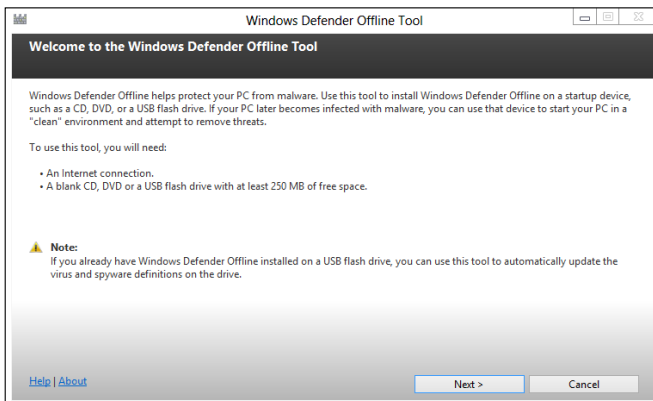 Windows Defender Offline Tool
Welcome to the Windows Defender Offline Tool
Windows Defender Offline helps protect your PC from malware. Use this tool to install Windows Defender Offline on a startup device,
such as a CD, DVD, or a USB flash drive. If your PC later becomes infected with malware, you can use that device to start your PC in a
"clean" environment and attempt to remove threats.
To use this tool, you will need:
• An Internet connection.
• A blank CD, DVD or a USB flash drive with at least 250 MB of free space.
Note:
If you already have Windows Defender Offline installed on a USB flash drive, you can use this tool to automatically update the
virus and spyware definitions on the drive.
Help | About Next > Cancel